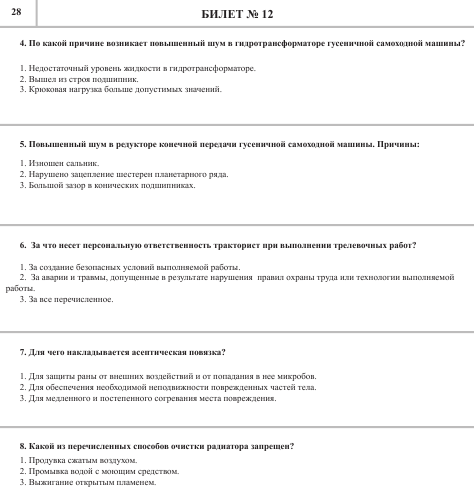 28
БИЛЕТ № 12
4. По какой причине возникает повышенный шум в гидротрансформаторе гусеничной самоходной машины?
1. Недостаточный уровень жидкости в гидротрансформаторе.
2. Вышел из строя подшипник.
3. Крюковая нагрузка больше допустимых значений.
5. Повышенный шум в редукторе конечной передачи гусеничной самоходной машины. Причины:
1. Изношен сальник.
2. Нарушено зацепление шестерен планетарного ряда.
3. Большой зазор в конических подшипниках.
6. За что несет персональную ответственность тракторист при выполнении трелевочных работ?
1. За создание безопасных условий выполняемой работы.
2. За аварии и травмы, допущенные в результате нарушения правил охраны труда или технологии выполняемой
работы.
3. За все перечисленное.
7. Для чего накладывается асептическая повязка?
1. Для защиты раны от внешних воздействий и от попадания в нее микробов.
2. Для обеспечения необходимой неподвижности поврежденных частей тела.
3. Для медленного и постепенного согревания места повреждения.
8. Какой из перечисленных способов очистки радиатора запрещен?
1. Продувка сжатым воздухом.
2. Промывка водой с моющим средством.
3. Выжигание открытым пламенем.